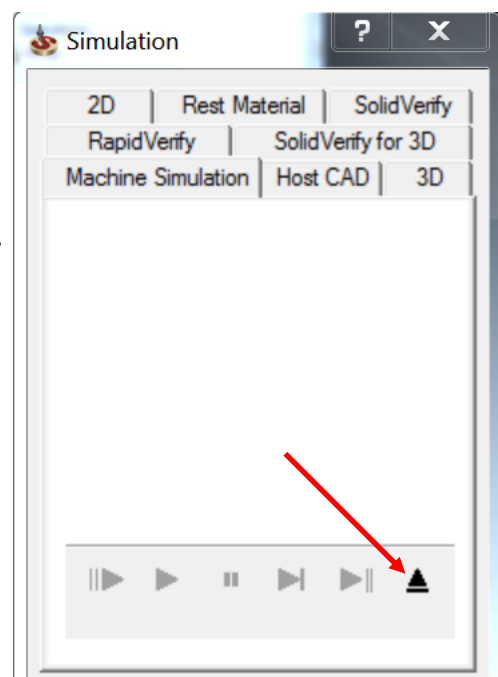 Simulation
? X
2D Rest Material SolidVerify
RapidVerify SolidVerify for 3D
Machine Simulation Host CAD 3D